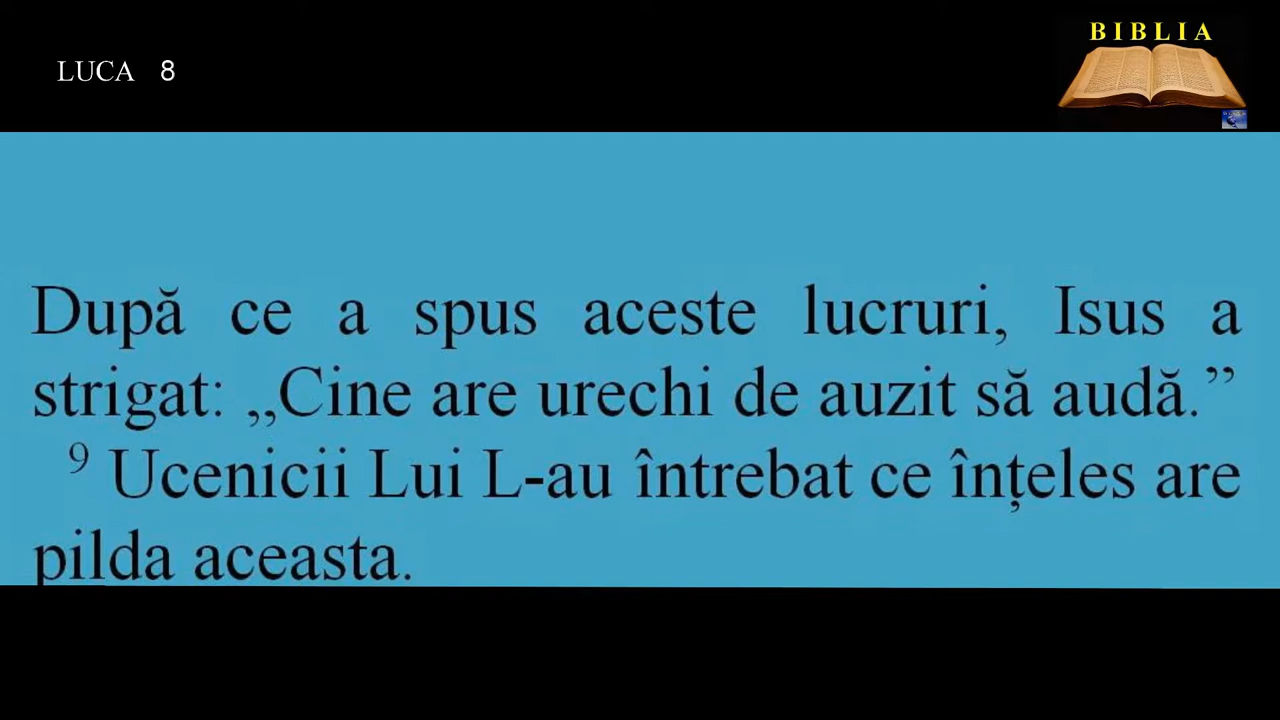 BIBLIA
LUCA 8
După ce a spus aceste lucruri, Isus a
strigat: „Cine are urechi de auzit să audă.”
9 Ucenicii Lui L-au întrebat ce înțeles are
pilda aceasta.